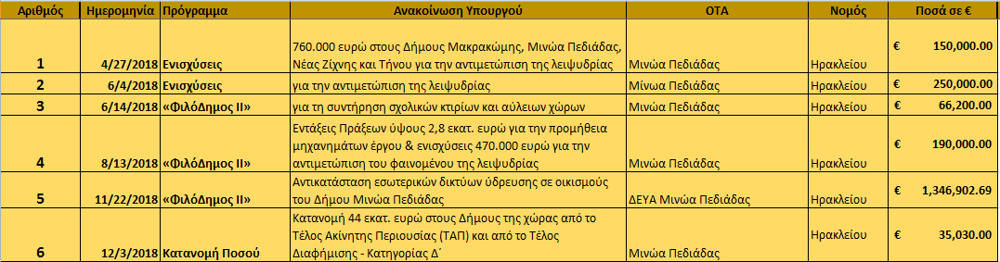 Αριθμός Ημερομηνία Πρόγραμμα Ανακοίνωση Υπουργού ΟΤΑ Νομός Ποσά σε €
760.000 ευρώ στους Δήμους Μακρακώμης, Μινώα Πεδιάδας,
1 4/27/2018 Ενισχύσεις Νέας Ζίχνης και Τήνου για την αντιμετώπιση της λειψυδρίας Μινώα Πεδιάδας Ηρακλείου € 150,000.00
2 6/4/2018 Ενισχύσεις για την αντιμετώπιση της λειψυδρίας Μίνωα Πεδιάδας Ηρακλείου € 250,000.00
3 6/14/2018 «ΦιλόΔημος ΙΙ» για τη συντήρηση σχολικών κτιρίων και αύλειων χώρων Μινώα Πεδιάδας Ηρακλείου € 66,200.00
Εντάξεις Πράξεων ύψους 2,8 εκατ. ευρώ για την προμήθεια
μηχανημάτων έργου & ενισχύσεις 470.000 ευρώ για την
4 8/13/2018 «ΦιλόΔημος ΙΙ» αντιμετώπιση του φαινομένου της λειψυδρίας Μινώα Πεδιάδας Ηρακλείου € 190,000.00
Αντικατάσταση εσωτερικών δικτύων ύδρευσης σε οικισμούς
5 11/22/2018 «ΦιλόΔημος ΙΙ» του Δήμου Μινώα Πεδιάδας ΔΕΥΑ Μινώα Πεδιάδας Ηρακλείου € 1,346,902.69
Κατανομή 44 εκατ. ευρώ στους Δήμους της χώρας από το
Τέλος Ακίνητης Περιουσίας (ΤΑΠ) και από το Τέλος Ηρακλείου € 35,030.00
6 12/3/2018 Κατανομή Ποσού Διαφήμισης - Κατηγορίας Δ΄ Μινώα Πεδιάδας